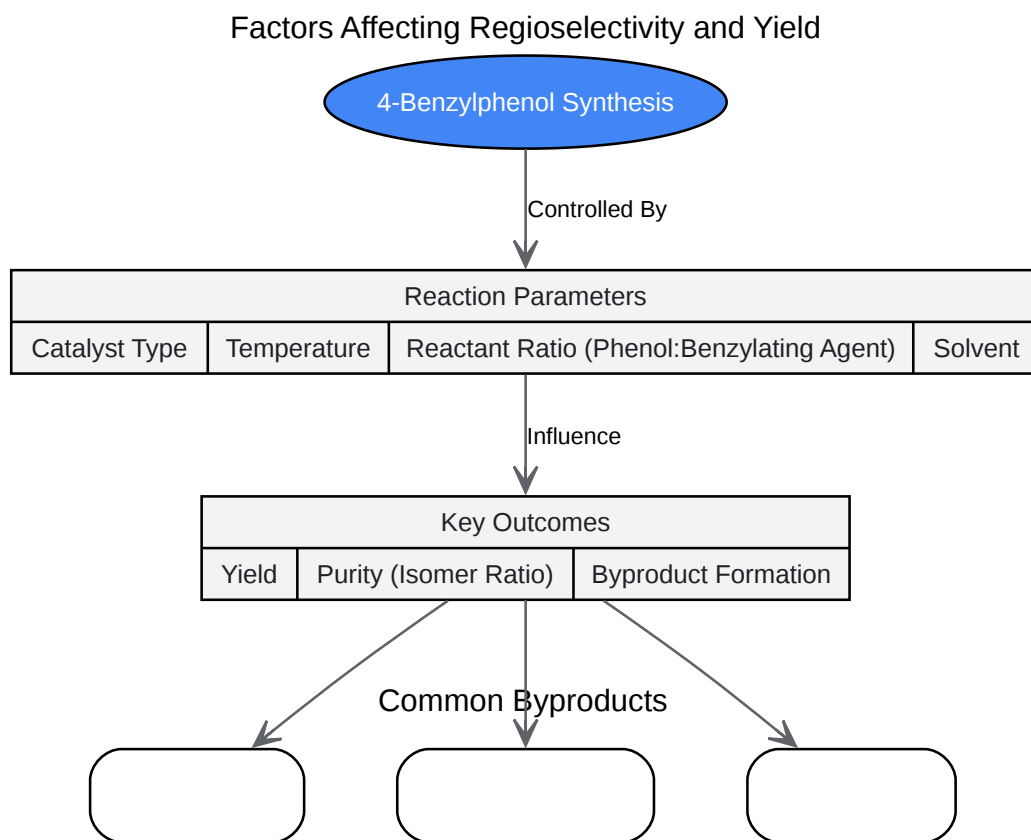 Factors Affecting Regioselectivity and Yield
4-Benzylphenol Synthesis
Controlled By
Reaction Parameters
Catalyst Type
Temperature
Reactant Ratio (Phenol:Benzylating Agent)
Solvent
Influence
Key Outcomes
Yield
Purity (Isomer Ratio)
Byproduct Formation
Common Byproducts